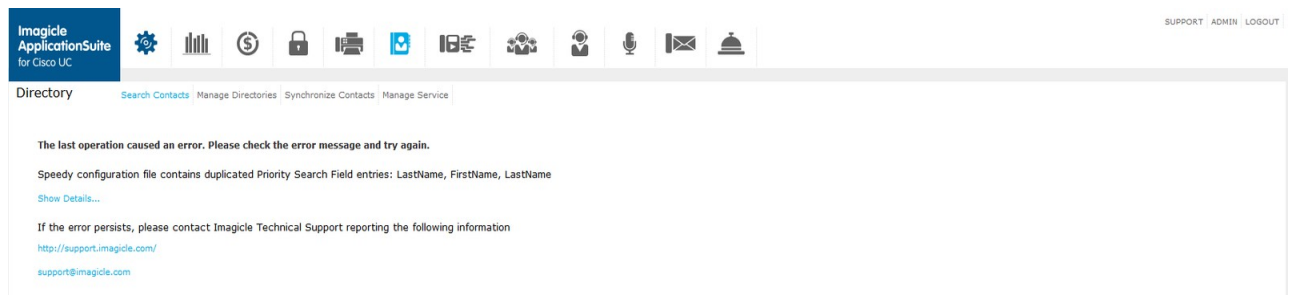 Imagicle
ApplicationSuite
for Cisco UC
SUPPORT ADMIN LOGOUT
Directory Search Contacts Manage Directories Synchronize Contacts Manage Service
The last operation caused an error. Please check the error message and try again.
Speedy configuration file contains duplicated Priority Search Field entries: LastName, FirstName, LastName
Show Details...
If the error persists, please contact Imagicle Technical Support reporting the following information
http://support.imagicle.com/
support@imagicle.com